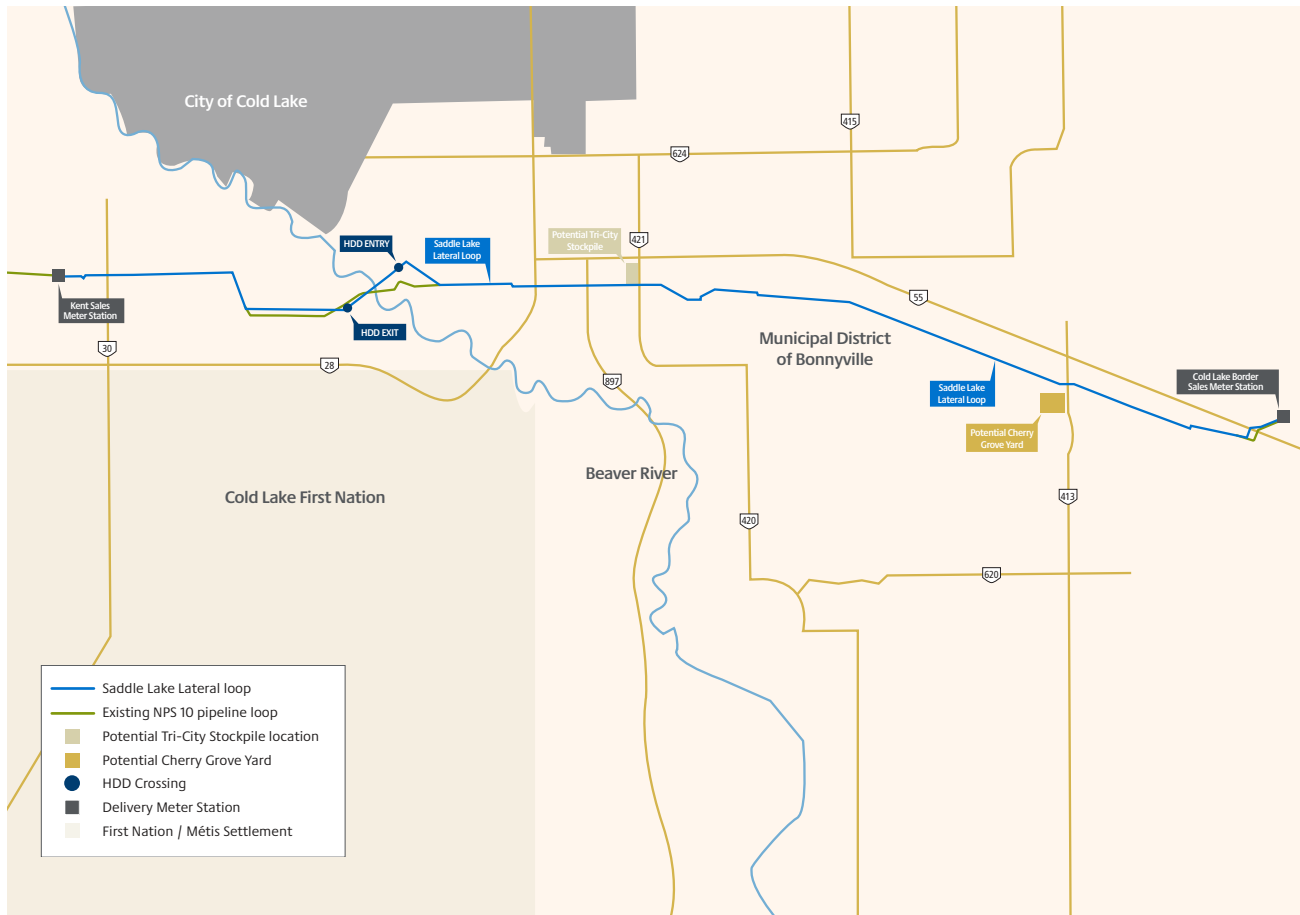 City of Cold Lake
415
624
HDD ENTRY
Saddle Lake
Lateral Loop
Potential Tri-City
Stockpile
421
Kent Sales
Meter Station
HDD EXIT
55
30
28
Municipal District
of Bonnyville
897
Saddle Lake
Lateral Loop
Cold Lake Border
Sales Meter Station
Potential Cherry
Grove Yard
Beaver River
Cold Lake First Nation
413
420
620
Saddle Lake Lateral loop
Existing NPS 10 pipeline loop
Potential Tri-City Stockpile location
Potential Cherry Grove Yard
HDD Crossing
Delivery Meter Station
First Nation / Métis Settlement